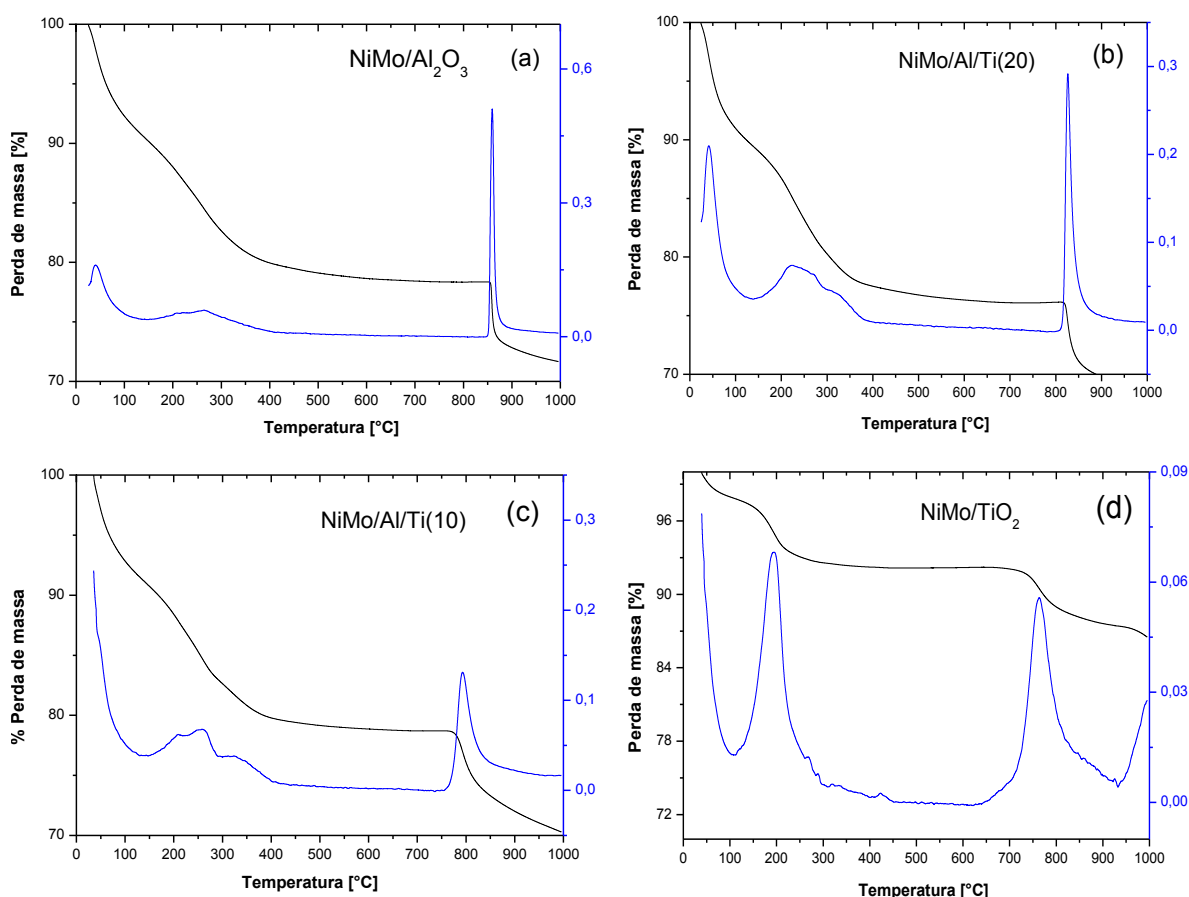 NiMo/Al2O3
(a)
100
90
80
70
0,6
0,3
0,0
Perda de massa [%]
0 100 200 300 400 500 600 700 800 900 1000
Temperatura [°C]
NiMo/Al/Ti(20)
(b)
100
90
80
70
0,3
0,2
0,1
0,0
Perda de massa [%]
0 100 200 300 400 500 600 700 800 900 1000
Temperatura [°C]
NiMo/Al/Ti(10)
(c)
100
90
80
70
0,3
0,2
0,1
0,0
% Perda de massa
0 100 200 300 400 500 600 700 800 900 1000
Temperatura [°C]
NiMo/TiO2
(d)
96
90
84
78
72
0,09
0,06
0,03
0,00
Perda de massa [%]
0 100 200 300 400 500 600 700 800 900 1000
Temperatura [°C]